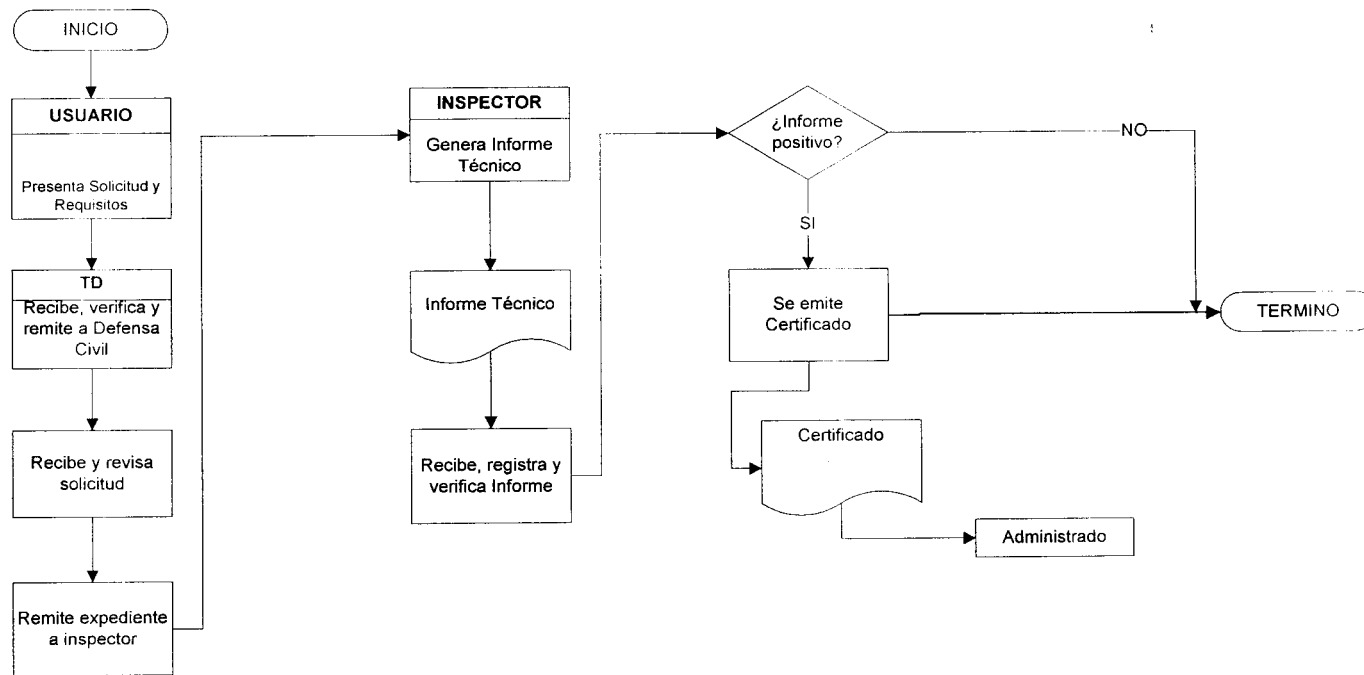 INICIO
USUARIO
Presenta Solicitud y
Requisitos
TD
Recibe, verifica y
remite a Defensa
Civil
Recibe y revisa
solicitud
Remite expediente
a inspector
INSPECTOR
Genera Informe
Técnico
Informe Técnico
Recibe, registra y
verifica Informe
¿Informe
positivo?
NO
SI
Se emite
Certificado
TERMINO
Certificado
Administrado